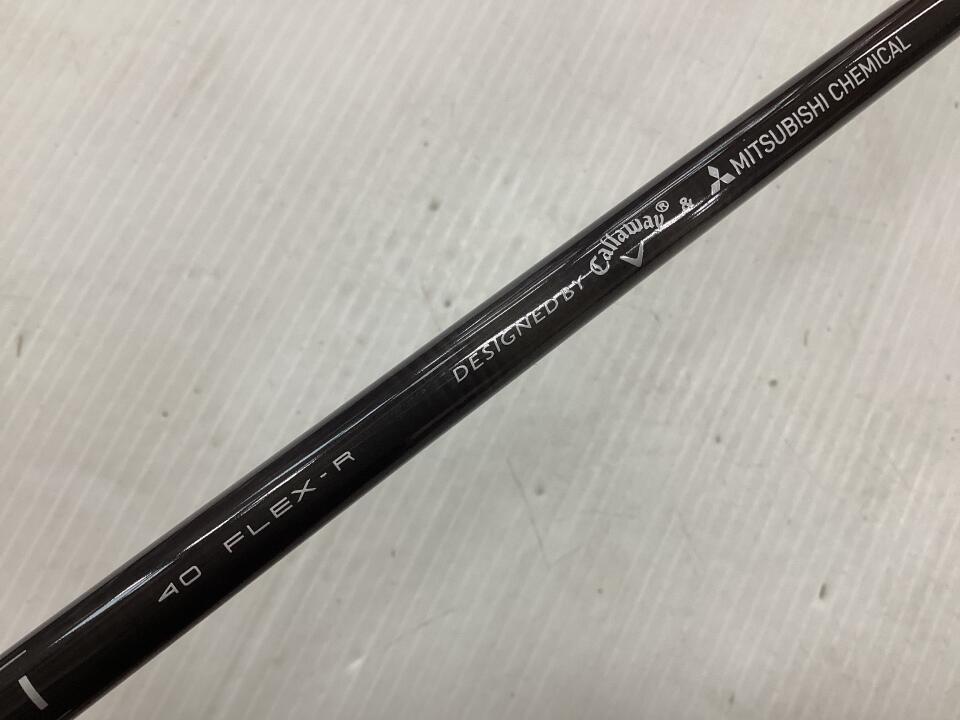 40 FLEX-R DESIGNED BY Callaway® & MITSUBISHI CHEMICAL